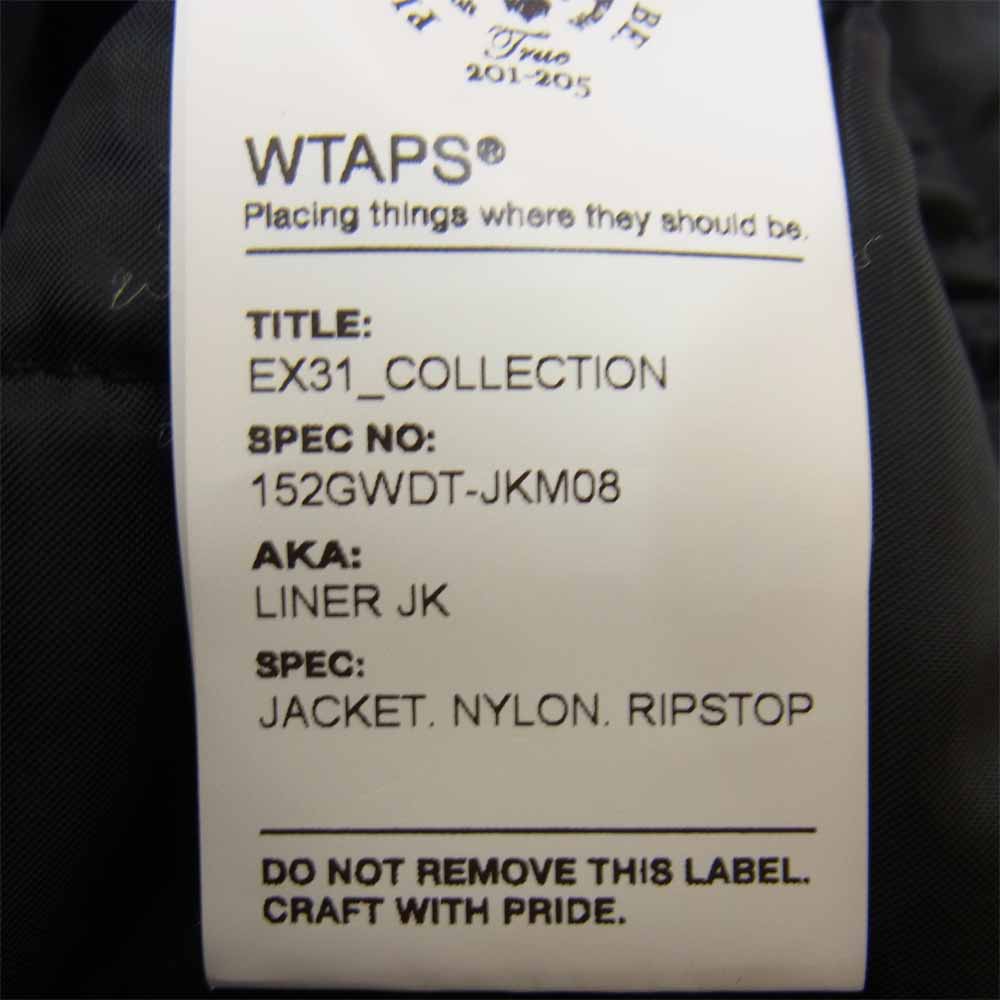 BE
True
201-205
WTAPS®
Placing things where they should be.
TITLE:
EX31_COLLECTION
SPEC NO:
152GWDT-JKM08
AKA:
LINER JK
SPEC:
JACKET. NYLON. RIPSTOP
DO NOT REMOVE THIS LABEL.
CRAFT WITH PRIDE.